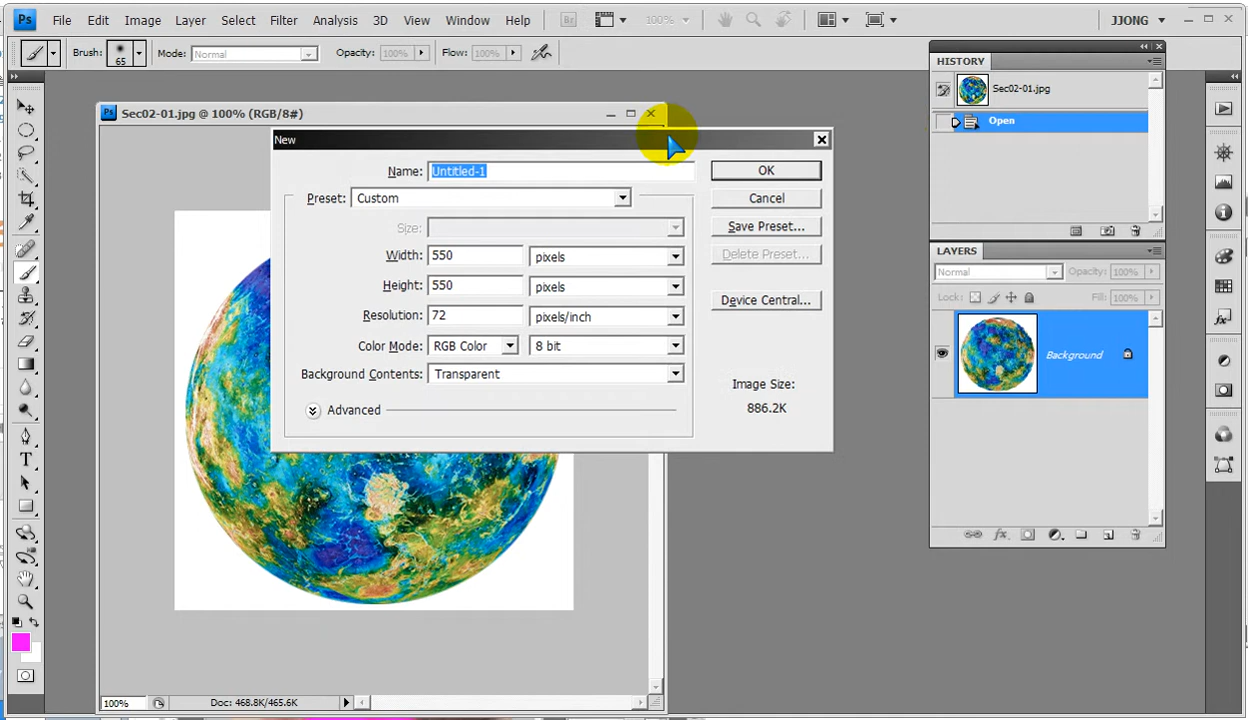 Ps File Edit Image Layer Select Filter Analysis 3D View Window Help Br 100% JJONG
Brush: 65 Mode: Normal Opacity: 100% Flow: 100%
HISTORY
Sec02-01.jpg
Open
Ps Sec02-01.jpg @ 100% (RGB/8#)
New
Name: Untitled-1 OK
Preset: Custom Cancel
Size: Save Preset...
Width: 550 pixels Delete Preset...
Height: 550 pixels Device Central...
Resolution: 72 pixels/inch
Color Mode: RGB Color 8 bit
Background Contents: Transparent
Image Size:
886.2K
Advanced
LAYERS
Normal Opacity: 100%
Lock: Fill: 100%
Background
100% Doc: 468.8K/465.6K